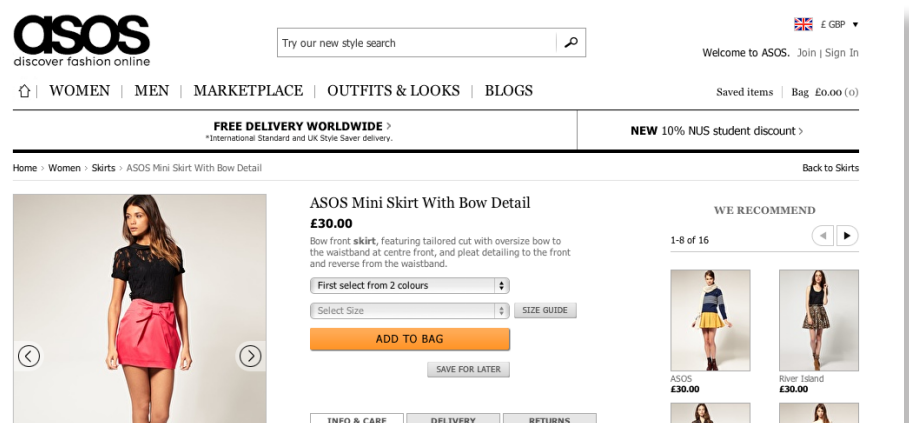 asos
discover fashion online
Try our new style search
£ GBP ▼
Welcome to ASOS. Join | Sign In
WOMEN | MEN | MARKETPLACE | OUTFITS & LOOKS | BLOGS
Saved items | Bag £0.00 (0)
FREE DELIVERY WORLDWIDE >
*International Standard and UK Style Saver delivery.
NEW 10% NUS student discount >
Home > Women > Skirts > ASOS Mini Skirt With Bow Detail
Back to Skirts
ASOS Mini Skirt With Bow Detail
£30.00
Bow front skirt, featuring tailored cut with oversize bow to
the waistband at centre front, and pleat detailing to the front
and reverse from the waistband.
First select from 2 colours
Select Size
SIZE GUIDE
ADD TO BAG
SAVE FOR LATER
INFO & CARE
DELIVERY
RETURNS
WE RECOMMEND
1-8 of 16
ASOS
£30.00
River Island
£30.00